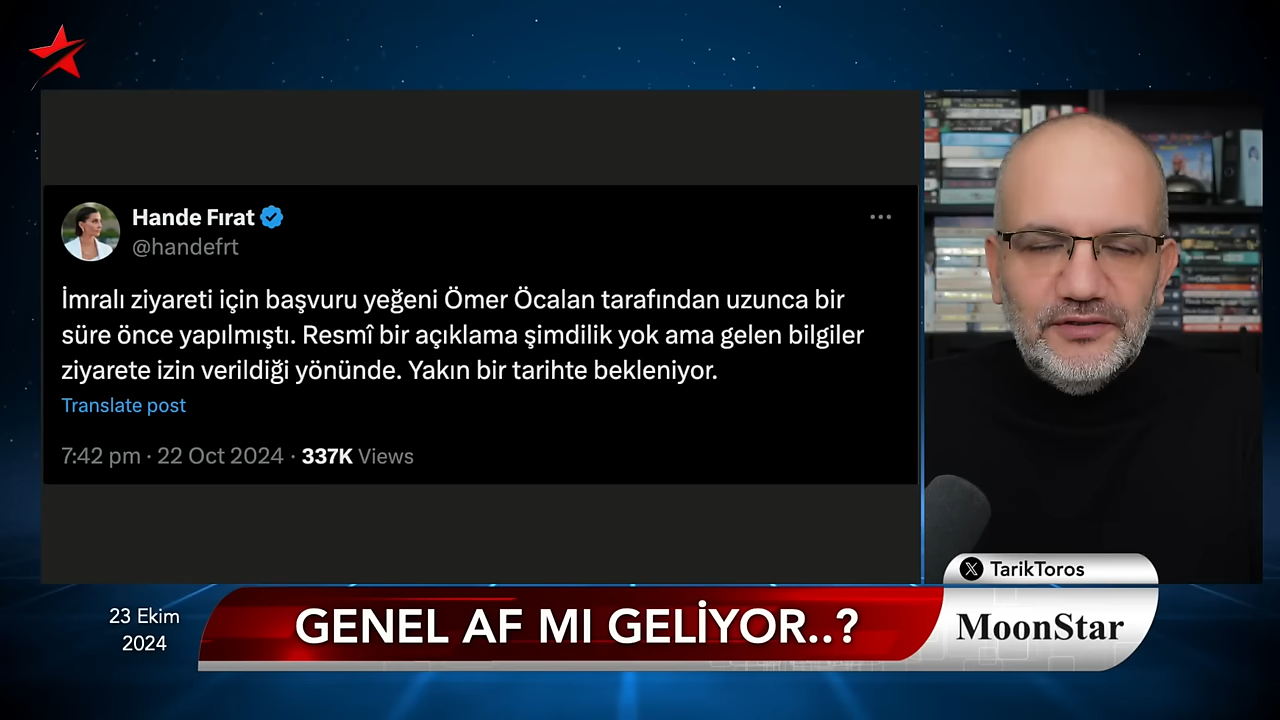 Hande Fırat
@handefrt
İmralı ziyareti için başvuru yeğeni Ömer Öcalan tarafından uzunca bir
süre önce yapılmıştı. Resmî bir açıklama şimdilik yok ama gelen bilgiler
ziyarete izin verildiği yönünde. Yakın bir tarihte bekleniyor.
Translate post
7:42 pm · 22 Oct 2024 · 337K Views
TarikToros
23 Ekim
2024
GENEL AF MI GELİYOR..?
MoonStar